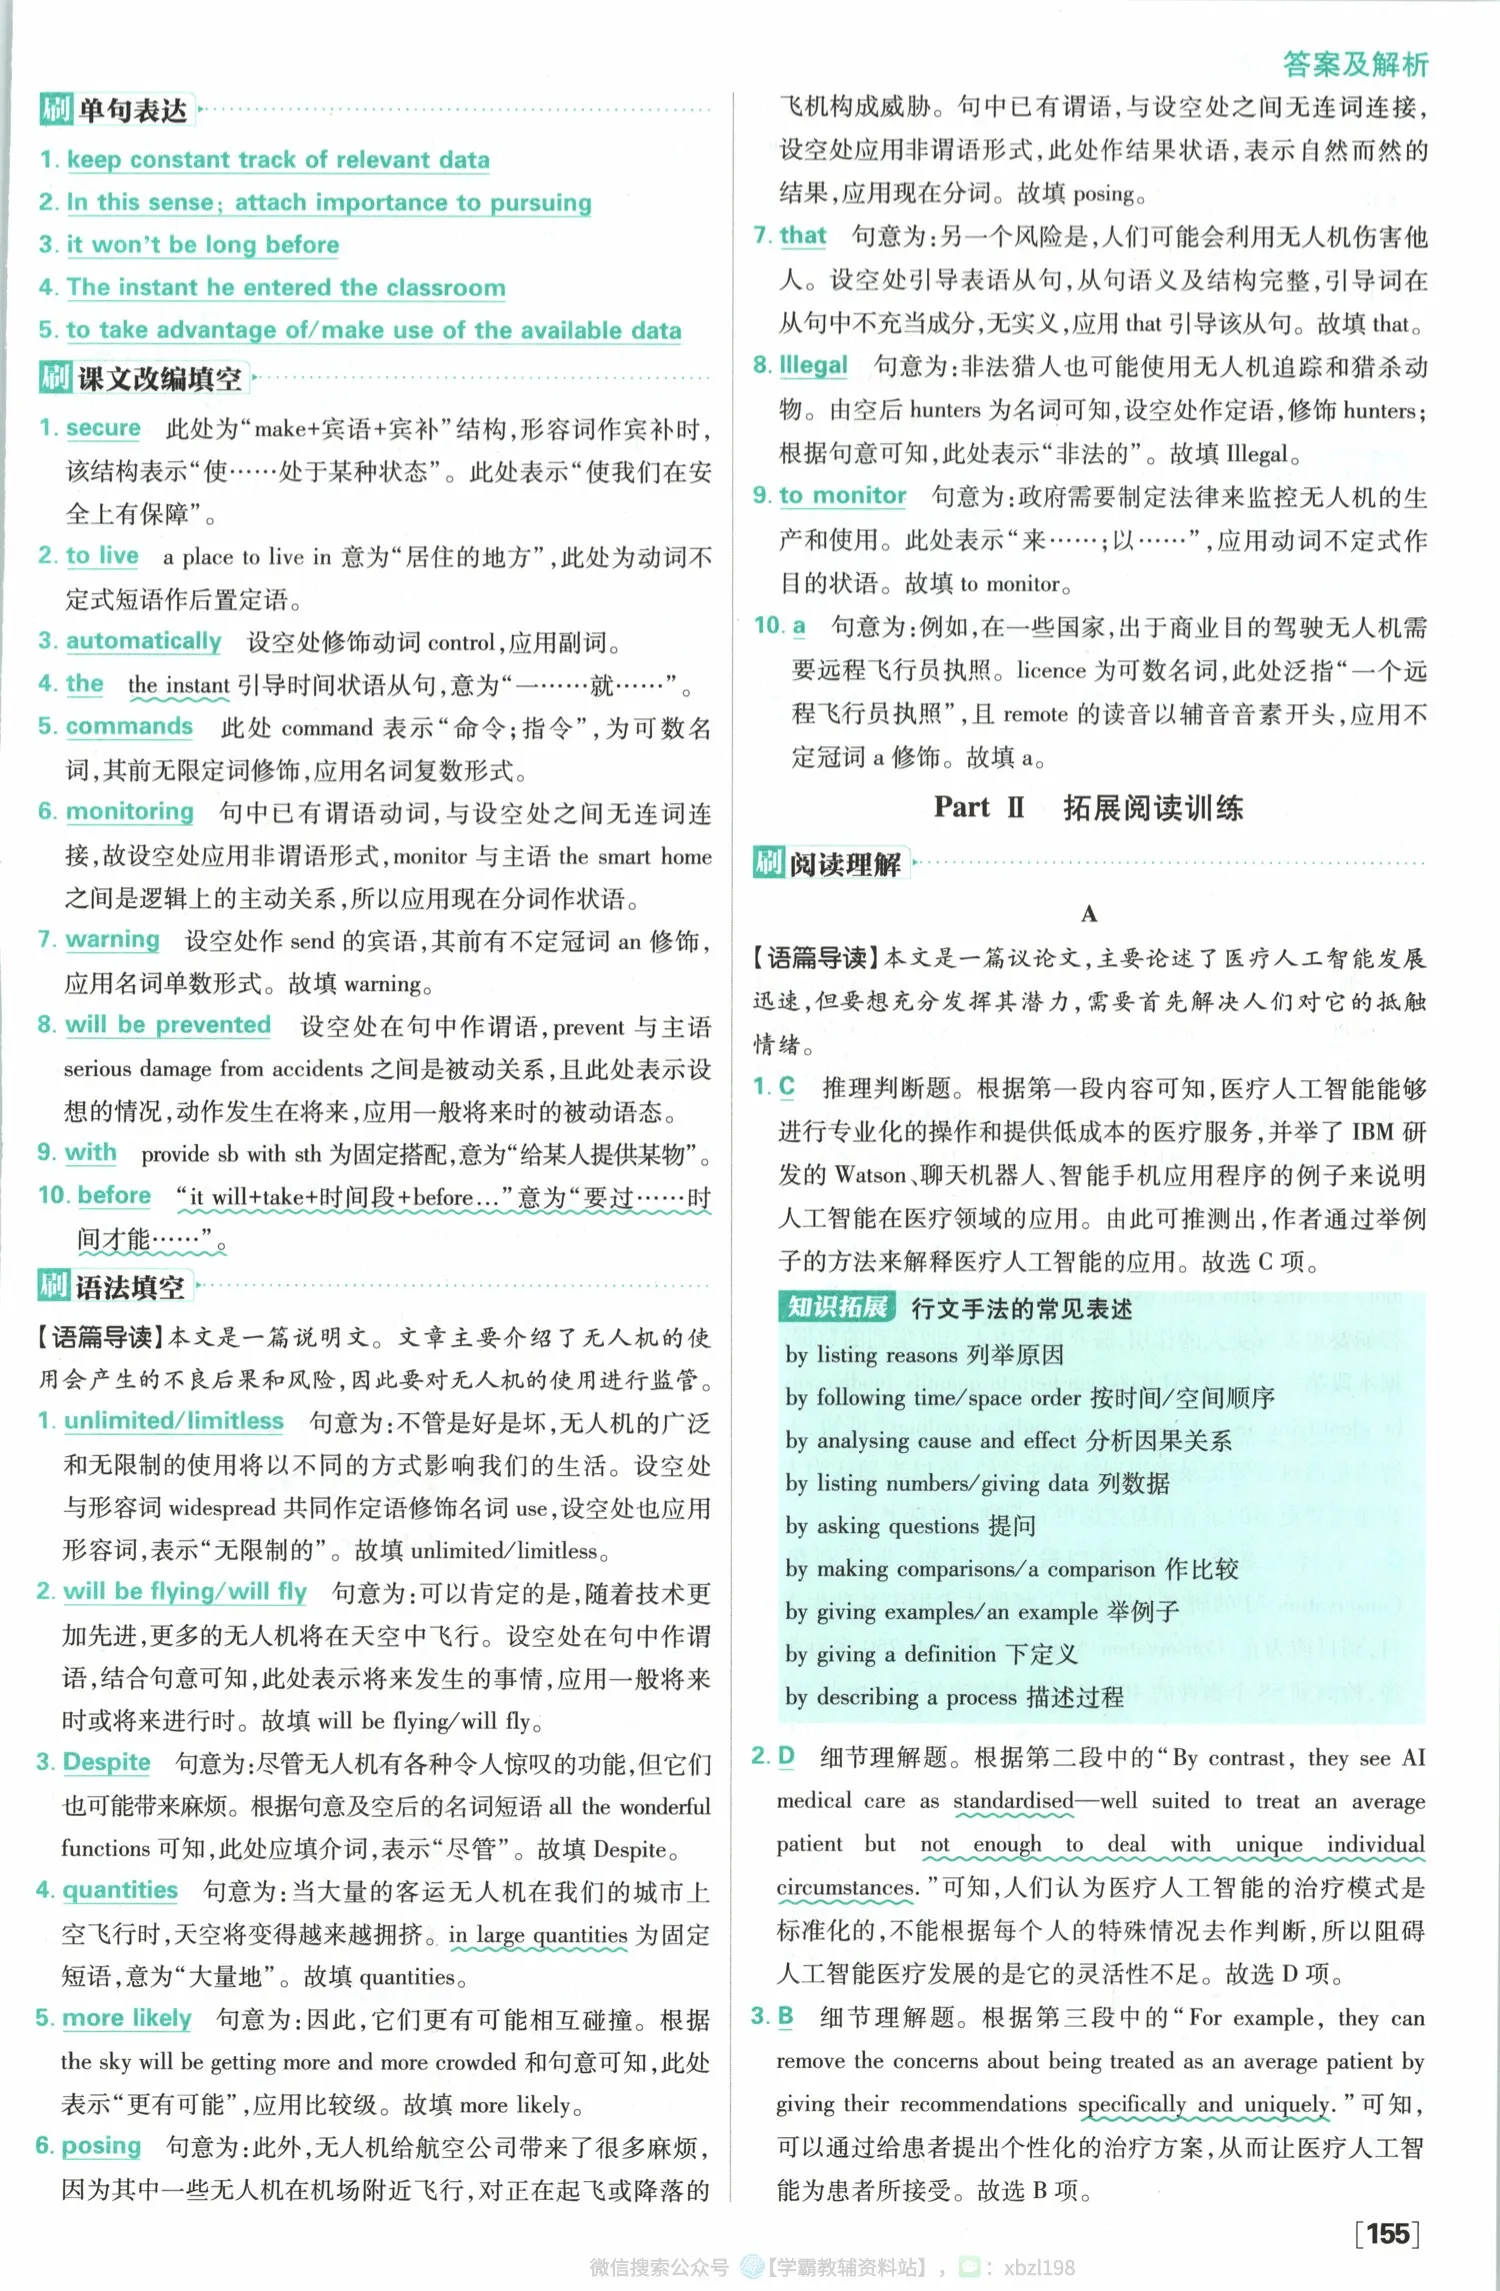 答案及解析
刷 单句表达
1. keep constant track of relevant data
2. In this sense; attach importance to pursuing
3. it won't be long before
4. The instant he entered the classroom
5. to take advantage of/make use of the available data
刷 课文改编填空
1. secure 此处为“make+宾语+宾补”结构,形容词作宾补时,
该结构表示“使……处于某种状态”。此处表示“使我们在安
全上有保障”。
2. to live a place to live in 意为“居住的地方”,此处为动词不
定式短语作后置定语。
3. automatically 设空处修饰动词 control,应用副词。
4. the the instant 引导时间状语从句,意为“一……就……”。
5. commands 此处 command 表示“命令;指令”,为可数名
词,其前无限定词修饰,应用名词复数形式。
6. monitoring 句中已有谓语动词,与设空处之间无连词连
接,故设空处应用非谓语形式,monitor 与主语 the smart home
之间是逻辑上的主动关系,所以应用现在分词作状语。
7. warning 设空处作 send 的宾语,其前有不定冠词 an 修饰,
应用名词单数形式。故填 warning。
8. will be prevented 设空处在句中作谓语,prevent 与主语
serious damage from accidents 之间是被动关系,且此处表示设
想的情况,动作发生在将来,应用一般将来时的被动语态。
9. with provide sb with sth 为固定搭配,意为“给某人提供某物”。
10. before “it will+take+时间段+before…”意为“要过……时
间才能……”。
刷 语法填空
【语篇导读】本文是一篇说明文。文章主要介绍了无人机的使
用会产生的不良后果和风险,因此要对无人机的使用进行监管。
1. unlimited/limitless 句意为:不管是好是坏,无人机的广泛
和无限制的使用将以不同的方式影响我们的生活。设空处
与形容词 widespread 共同作定语修饰名词 use,设空处也应用
形容词,表示“无限制的”。故填 unlimited/limitless。
2. will be flying/will fly 句意为:可以肯定的是,随着技术更
加先进,更多的无人机将在天空中飞行。设空处在句中作谓
语,结合句意可知,此处表示将来发生的事情,应用一般将来
时或将来进行时。故填 will be flying/will fly。
3. Despite 句意为:尽管无人机有各种令人惊叹的功能,但它们
也可能带来麻烦。根据句意及空后的名词短语 all the wonderful
functions 可知,此处应填介词,表示“尽管”。故填 Despite。
4. quantities 句意为:当大量的客运无人机在我们的城市上
空飞行时,天空将变得越来越拥挤。in large quantities 为固定
短语,意为“大量地”。故填 quantities。
5. more likely 句意为:因此,它们更有可能相互碰撞。根据
the sky will be getting more and more crowded 和句意可知,此处
表示“更有可能”,应用比较级。故填 more likely。
6. posing 句意为:此外,无人机给航空公司带来了很多麻烦,
因为其中一些无人机在机场附近飞行,对正在起飞或降落的
飞机构成威胁。句中已有谓语,与设空处之间无连词连接,
设空处应用非谓语形式,此处作结果状语,表示自然而然的
结果,应用现在分词。故填 posing。
7. that 句意为:另一个风险是,人们可能会利用无人机伤害他
人。设空处引导表语从句,从句语义及结构完整,引导词在
从句中不充当成分,无实义,应用 that 引导该从句。故填 that。
8. Illegal 句意为:非法猎人也可能使用无人机追踪和猎杀动
物。由空后 hunters 为名词可知,设空处作定语,修饰 hunters;
根据句意可知,此处表示“非法的”。故填 Illegal。
9. to monitor 句意为:政府需要制定法律来监控无人机的生
产和使用。此处表示“来……;以……”,应用动词不定式作
目的状语。故填 to monitor。
10. a 句意为:例如,在一些国家,出于商业目的驾驶无人机需
要远程飞行员执照。licence 为可数名词,此处泛指“一个远
程飞行员执照”,且 remote 的读音以辅音音素开头,应用不
定冠词 a 修饰。故填 a。
Part Ⅱ 拓展阅读训练
刷 阅读理解
A
【语篇导读】本文是一篇议论文,主要论述了医疗人工智能发展
迅速,但要想充分发挥其潜力,需要首先解决人们对它的抵触
情绪。
1. C 推理判断题。根据第一段内容可知,医疗人工智能能够
进行专业化的操作和提供低成本的医疗服务,并举了 IBM 研
发的 Watson、聊天机器人、智能手机应用程序的例子来说明
人工智能在医疗领域的应用。由此可推测出,作者通过举例
子的方法来解释医疗人工智能的应用。故选 C 项。
知识拓展 行文手法的常见表述
by listing reasons 列举原因
by following time/space order 按时间/空间顺序
by analysing cause and effect 分析因果关系
by listing numbers/giving data 列数据
by asking questions 提问
by making comparisons/a comparison 作比较
by giving examples/an example 举例子
by giving a definition 下定义
by describing a process 描述过程
2. D 细节理解题。根据第二段中的“By contrast, they see AI
medical care as standardised—well suited to treat an average
patient but not enough to deal with unique individual
circumstances.”可知,人们认为医疗人工智能的治疗模式是
标准化的,不能根据每个人的特殊情况去作判断,所以阻碍
人工智能医疗发展的是它的灵活性不足。故选 D 项。
3. B 细节理解题。根据第三段中的“For example, they can
remove the concerns about being treated as an average patient by
giving their recommendations specifically and uniquely.”可知,
可以通过给患者提出个性化的治疗方案,从而让医疗人工智
能为患者所接受。故选 B 项。
[155]
微信搜索公众号 【学霸教辅资料站】, : xbzl198